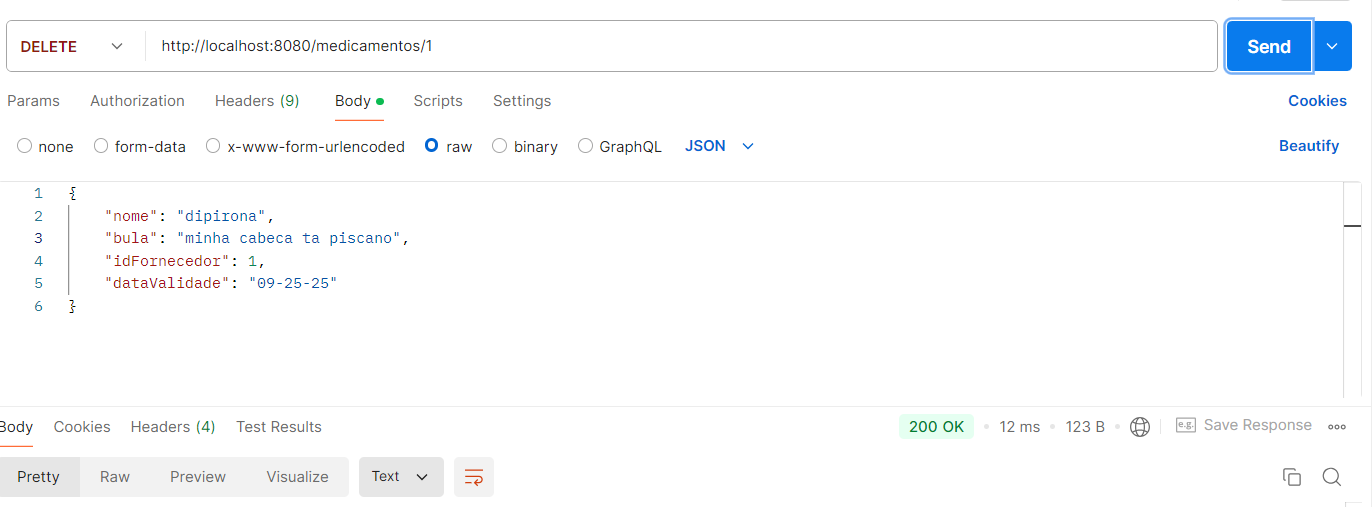 DELETE http://localhost:8080/medicamentos/1 Send
Params Authorization Headers (9) Body Scripts Settings Cookies
none form-data x-www-form-urlencoded raw binary GraphQL JSON Beautify
1 {
2 "nome": "dipirona",
3 "bula": "minha cabeca ta piscano",
4 "idFornecedor": 1,
5 "dataValidade": "09-25-25"
6 }
Body Cookies Headers (4) Test Results 200 OK 12 ms 123 B e.g. Save Response
Pretty Raw Preview Visualize Text